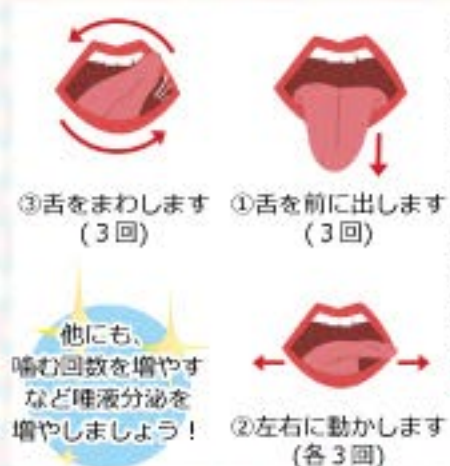 ①舌を前に出します
(3回)
②左右に動かします
(各3回)
③舌をまわします
(3回)
他にも、
噛む回数を増やす
など唾液分泌を
増やしましょう！